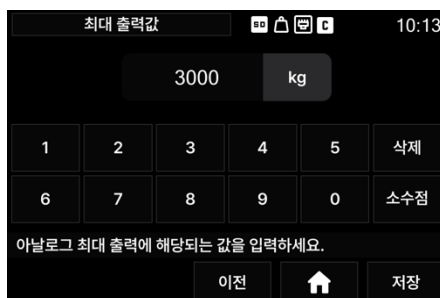 최대 출력값 SD C 10:13
3000 kg
1 2 3 4 5 삭제
6 7 8 9 0 소수점
아날로그 최대 출력에 해당되는 값을 입력하세요.
이전 저장